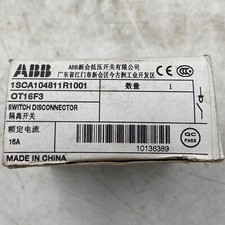 ABB
ABB新会低压开关有限公司
广东省江门市新会区今古洲工业开发区
1SCA104811R1001
数量 1
OT16F3
SWITCH DISCONNECTOR
隔离开关
额定电流
16A
QC
PASS
MADE IN CHINA
10136389